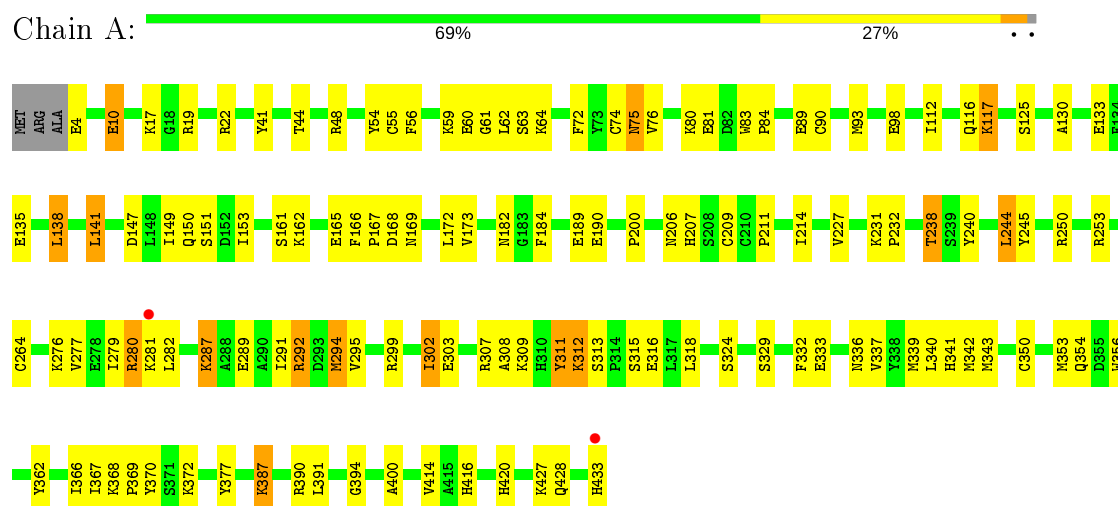 Chain A:
69% 27% . .
MET ARG ALA E4 E10 K17 G18 R19 R22 Y41 T44 R48 Y54 C55 F56 K59 E60 G61 L62 S63 K64 F72 Y73 C74 N75 V76 K80 E81 D82 W83 P84 E89 C90 M93 E98 I112 Q116 K117 S125 A130 E133 E134
E135 L138 L141 D147 L148 I149 Q150 S151 D152 I153 S161 K162 E165 F166 P167 D168 N169 L172 V173 N182 G183 F184 E189 E190 P200 N206 H207 S208 C209 C210 P211 I214 V227 K231 P232 T238 S239 Y240 L244 Y245 R250 R253
C264 K276 V277 E278 I279 R280 K281 L282 K287 A288 E289 A290 I291 R292 D293 M294 V295 R299 I302 E303 R307 A308 K309 H310 Y311 K312 S313 P314 S315 E316 L317 L318 S324 S329 F332 E333 N336 V337 Y338 M339 L340 H341 M342 M343 C350 M353 Q354 D355 W356
Y362 I366 I367 K368 P369 Y370 S371 K372 Y377 K387 R390 L391 G394 A400 V414 A415 H416 H420 K427 Q428 H433